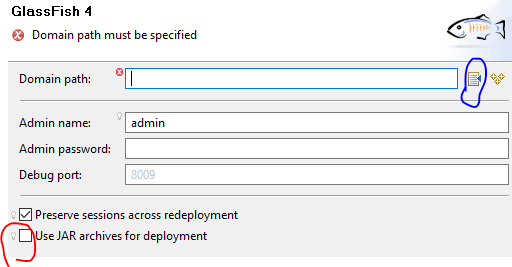 GlassFish 4
Domain path must be specified
Domain path:
Admin name: admin
Admin password:
Debug port: 8009
Preserve sessions across redeployment
Use JAR archives for deployment